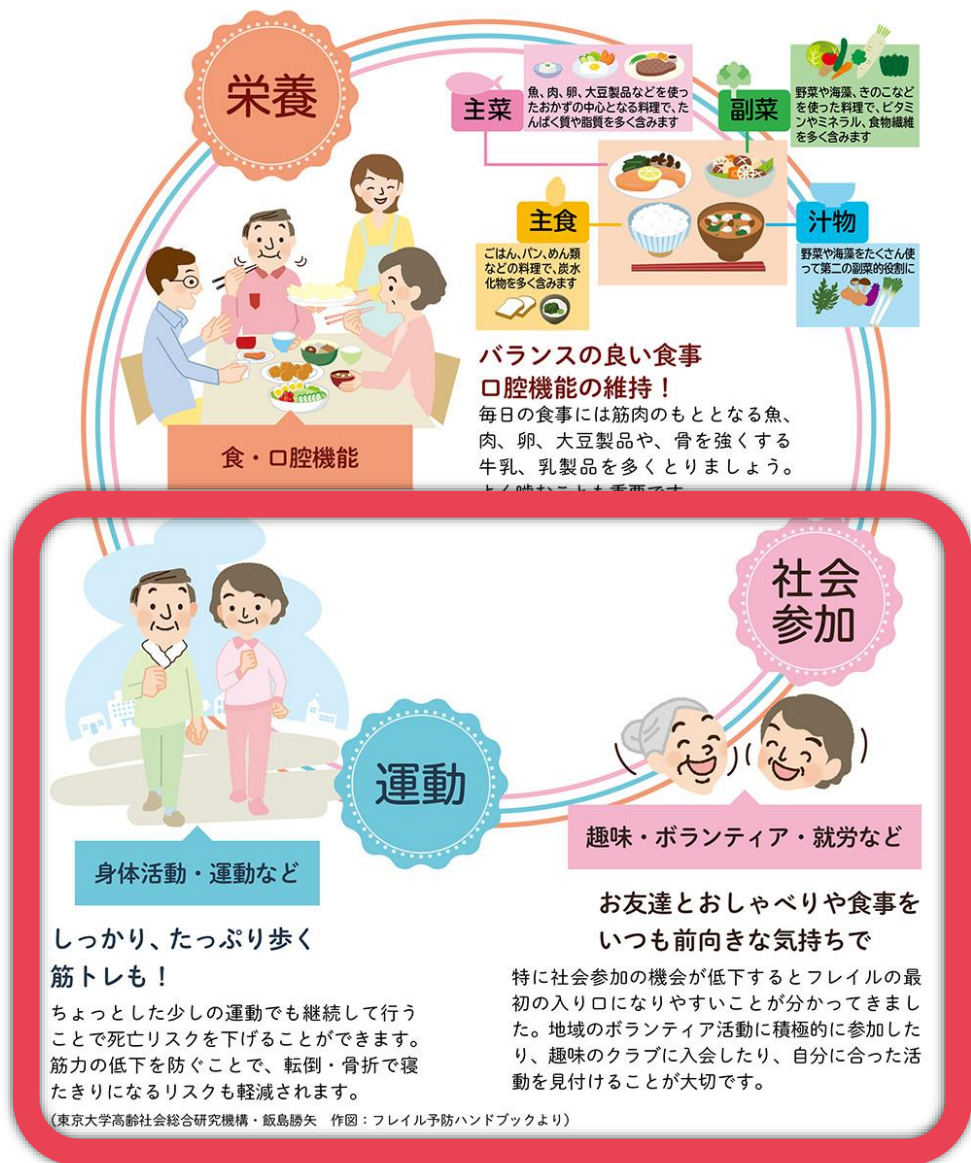 栄養
主菜
魚、肉、卵、大豆製品などを使っ
たおかずの中心となる料理で、た
んぱく質や脂質を多く含みます
副菜
野菜や海藻、きのこなど
を使った料理で、ビタミ
ンやミネラル、食物繊維
を多く含みます
主食
ごはん、パン、めん類
などの料理で、炭水
化物を多く含みます
汁物
野菜や海藻をたくさん使
って第二の副菜的役割に
バランスの良い食事
口腔機能の維持！
毎日の食事には筋肉のもととなる魚、
肉、卵、大豆製品や、骨を強くする
牛乳、乳製品を多くとりましょう。
よく噛むことも重要です
食・口腔機能
社会
参加
運動
身体活動・運動など
しっかり、たっぷり歩く
筋トレも！
ちょっとした少しの運動でも継続して行う
ことで死亡リスクを下げることができます。
筋力の低下を防ぐことで、転倒・骨折で寝
たきりになるリスクも軽減されます。
趣味・ボランティア・就労など
お友達とおしゃべりや食事を
いつも前向きな気持ちで
特に社会参加の機会が低下するとフレイルの最
初の入り口になりやすいことが分かってきまし
た。地域のボランティア活動に積極的に参加した
り、趣味のクラブに入会したり、自分に合った活
動を見付けることが大切です。
(東京大学高齢社会総合研究機構・飯島勝矢　作図：フレイル予防ハンドブックより)